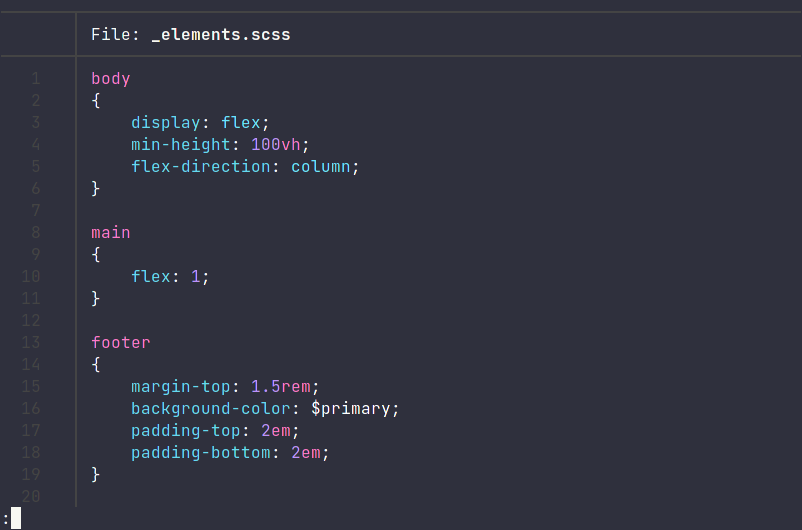 File: _elements.scss
1 body
2 {
3     display: flex;
4     min-height: 100vh;
5     flex-direction: column;
6 }
7
8 main
9 {
10     flex: 1;
11 }
12
13 footer
14 {
15     margin-top: 1.5rem;
16     background-color: $primary;
17     padding-top: 2em;
18     padding-bottom: 2em;
19 }
20
: